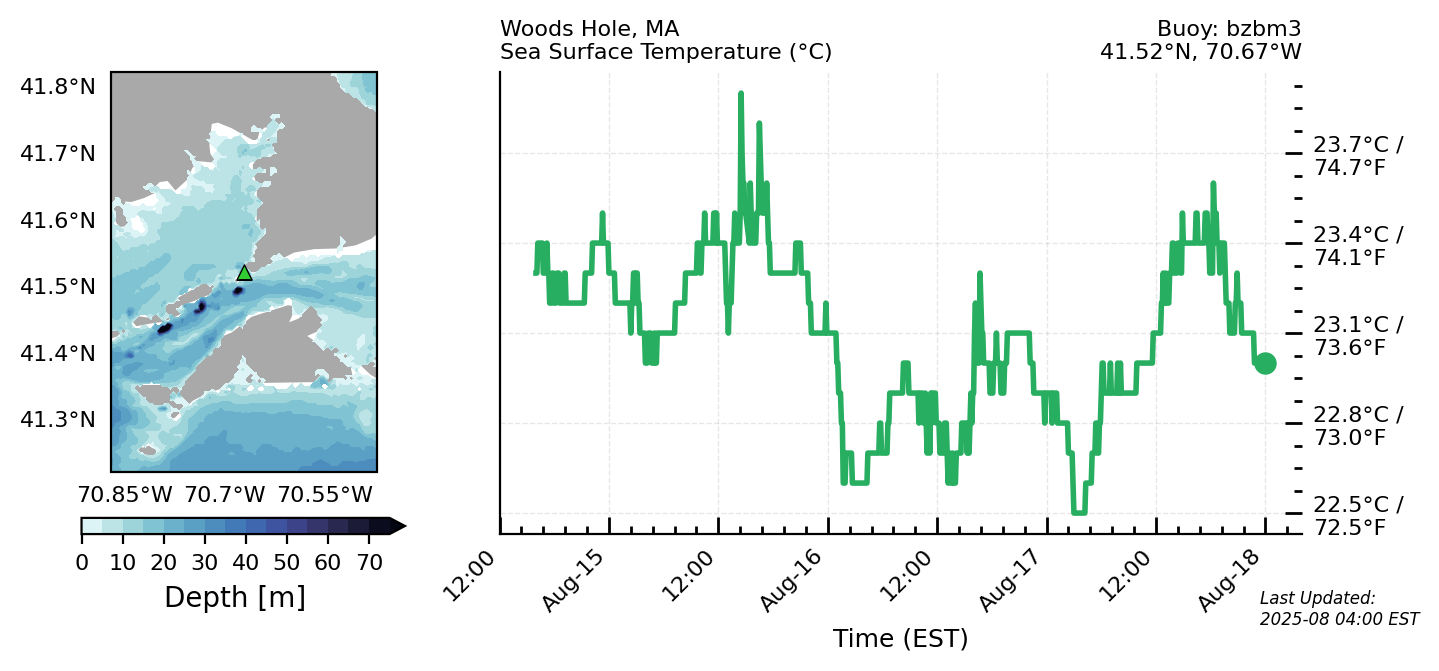 Woods Hole, MA
Sea Surface Temperature (°C)
Buoy: bzbm3
41.52°N, 70.67°W
41.8°N
41.7°N
41.6°N
41.5°N
41.4°N
41.3°N
70.85°W 70.7°W 70.55°W
0 10 20 30 40 50 60 70
Depth [m]
23.7°C /
74.7°F
23.4°C /
74.1°F
23.1°C /
73.6°F
22.8°C /
73.0°F
22.5°C /
72.5°F
12:00 Aug-15 12:00 Aug-16 12:00 Aug-17 12:00 Aug-18
Time (EST)
Last Updated:
2025-08 04:00 EST